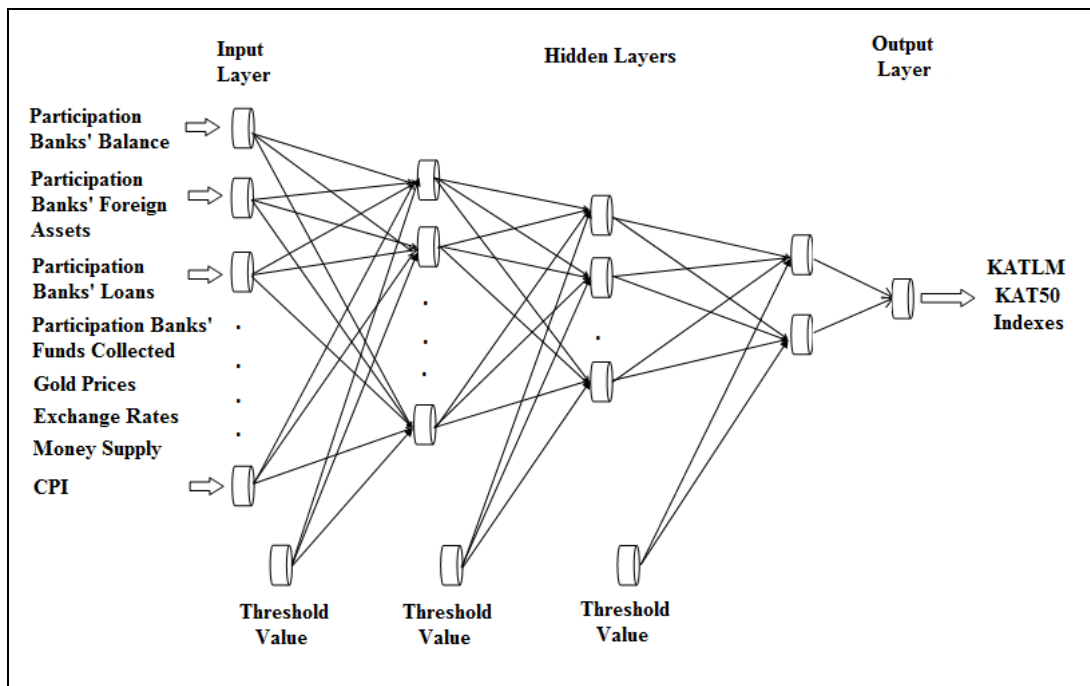 Input
Layer
Hidden Layers
Output
Layer
Participation
Banks' Balance
Participation
Banks' Foreign
Assets
Participation
Banks' Loans
Participation Banks'
Funds Collected
Gold Prices
Exchange Rates
Money Supply
CPI
KATLM
KAT50
Indexes
Threshold
Value
Threshold
Value
Threshold
Value